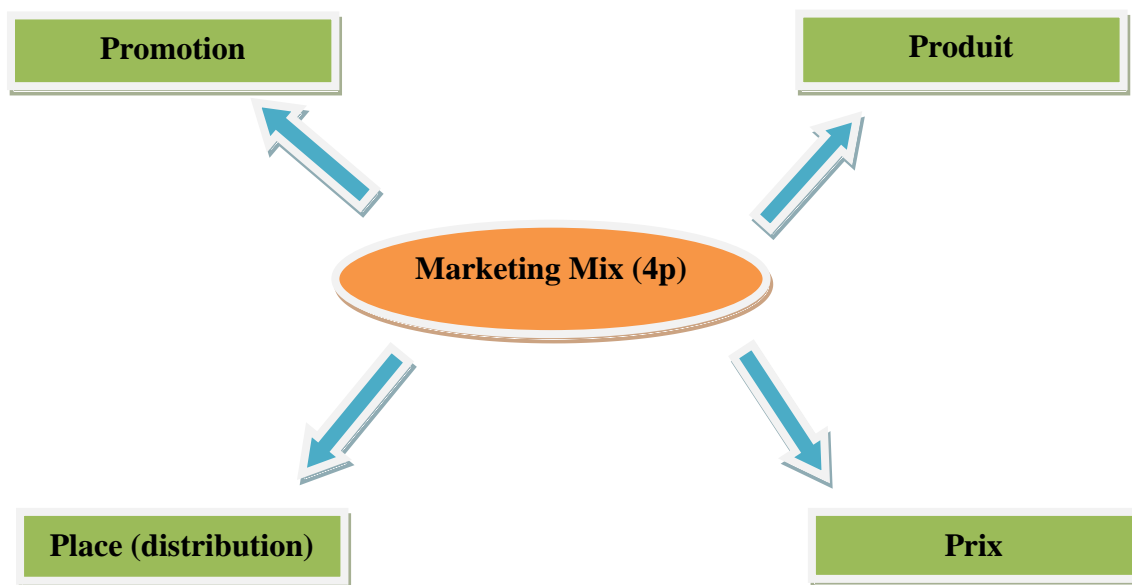 Promotion
Produit
Marketing Mix (4p)
Place (distribution)
Prix